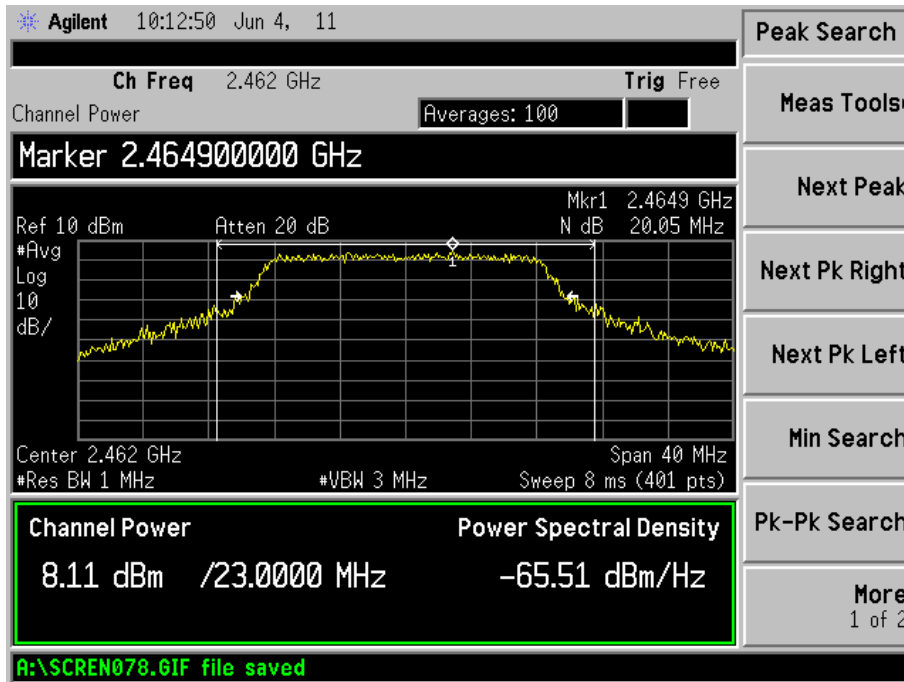 Agilent 10:12:50 Jun 4, 11
Peak Search
Ch Freq 2.462 GHz Trig Free
Channel Power Averages: 100
Meas Tools
Marker 2.464900000 GHz
Mkr1 2.4649 GHz
Ref 10 dBm Atten 20 dB N dB 20.05 MHz
Next Peak
#Avg
Log
10
dB/
1
Next Pk Right
Next Pk Left
Center 2.462 GHz Span 40 MHz
#Res BW 1 MHz #VBW 3 MHz Sweep 8 ms (401 pts)
Min Search
Channel Power Power Spectral Density
8.11 dBm /23.0000 MHz -65.51 dBm/Hz
Pk-Pk Search
More
1 of 2
A:\SCREN078.GIF file saved